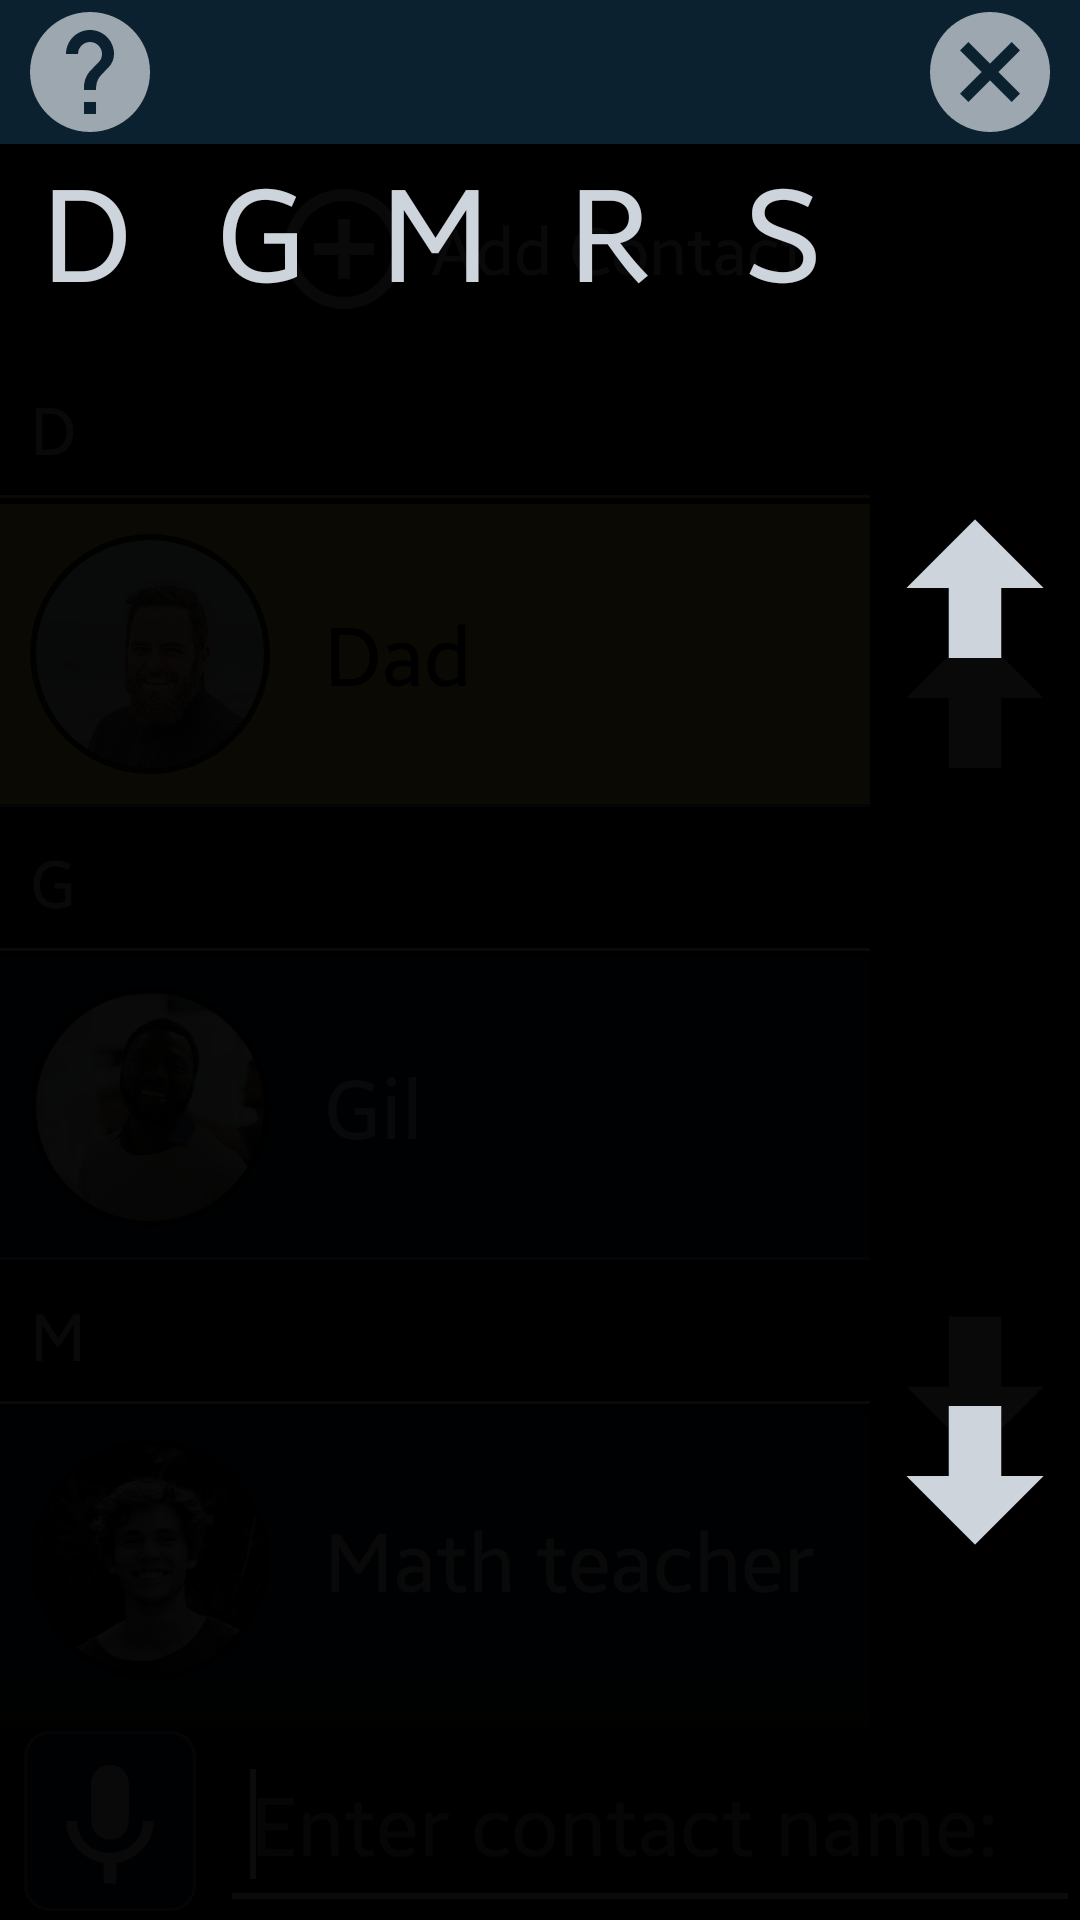 D G M R S
Add Contact
D
Dad
G
Gil
M
Math teacher
Enter contact name: